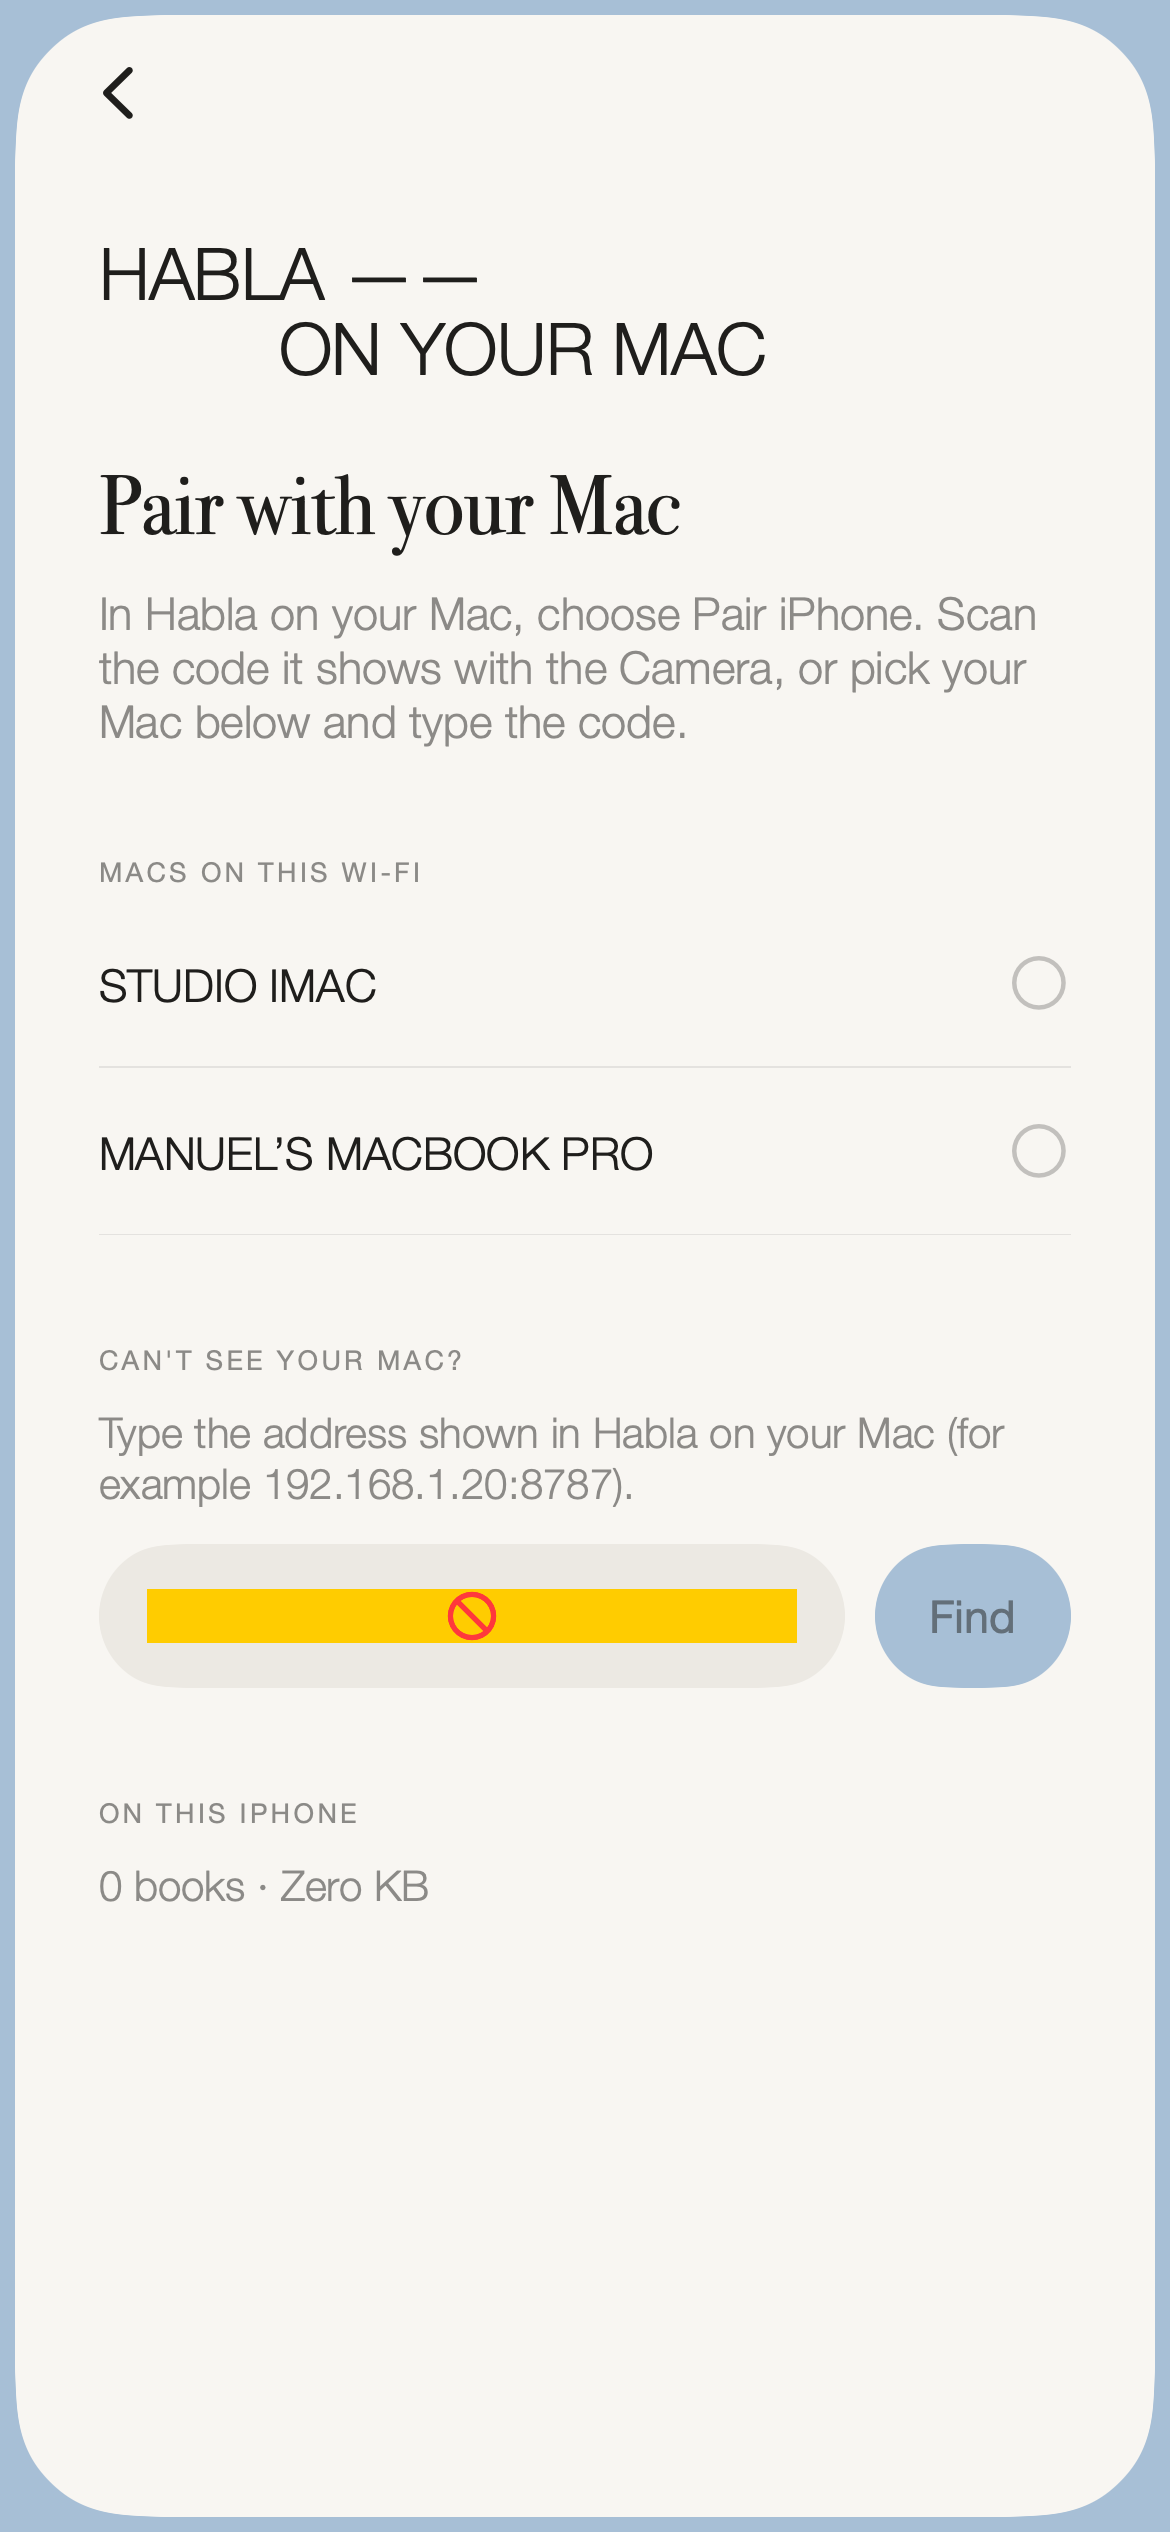 HABLA — —
ON YOUR MAC
Pair with your Mac
In Habla on your Mac, choose Pair iPhone. Scan
the code it shows with the Camera, or pick your
Mac below and type the code.
MACS ON THIS WI-FI
STUDIO IMAC
MANUEL’S MACBOOK PRO
CAN'T SEE YOUR MAC?
Type the address shown in Habla on your Mac (for
example 192.168.1.20:8787).
Find
ON THIS IPHONE
0 books · Zero KB